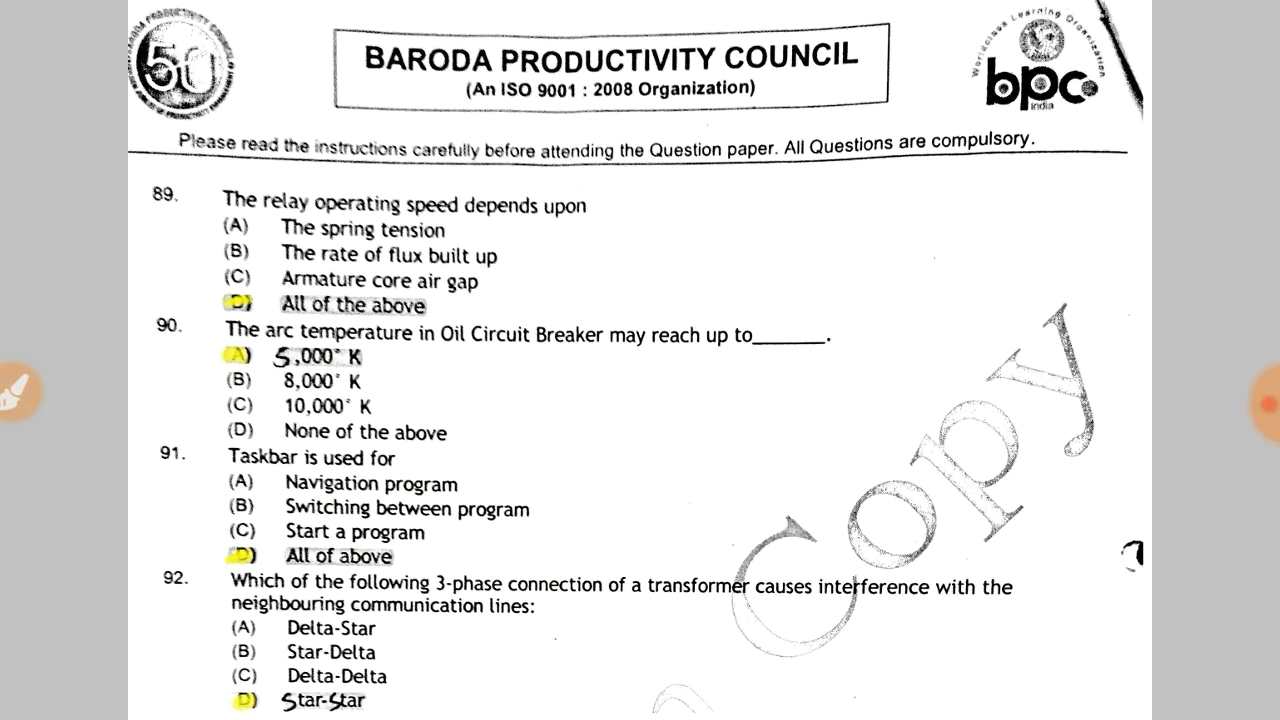 50
BARODA PRODUCTIVITY COUNCIL
(An ISO 9001 : 2008 Organization)
Worldclass Learning Organization
bpc
india
Please read the instructions carefully before attending the Question paper. All Questions are compulsory.
89. The relay operating speed depends upon
(A) The spring tension
(B) The rate of flux built up
(C) Armature core air gap
D) All of the above
90. The arc temperature in Oil Circuit Breaker may reach up to_______.
A) 5,000° K
(B) 8,000° K
(C) 10,000° K
(D) None of the above
91. Taskbar is used for
(A) Navigation program
(B) Switching between program
(C) Start a program
D) All of above
92. Which of the following 3-phase connection of a transformer causes interference with the
neighbouring communication lines:
(A) Delta-Star
(B) Star-Delta
(C) Delta-Delta
D) Star-Star
Copy